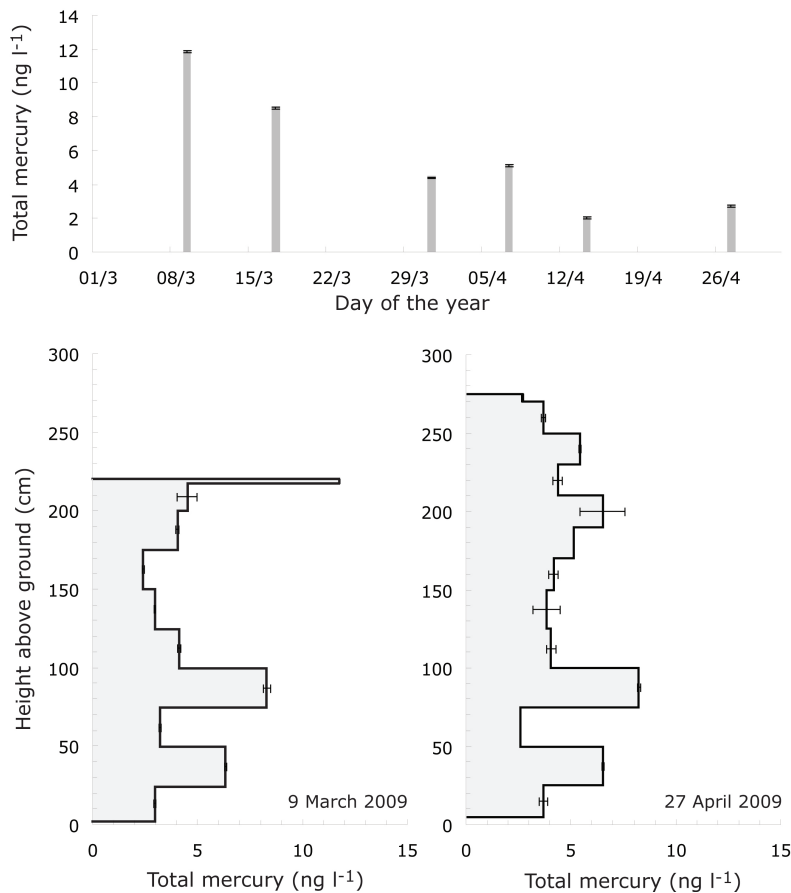 Total mercury (ng l-1)
14
12
10
8
6
4
2
0
01/3 08/3 15/3 22/3 29/3 05/4 12/4 19/4 26/4
Day of the year
Height above ground (cm)
300
250
200
150
100
50
0
9 March 2009
0 5 10 15
Total mercury (ng l-1)
300
250
200
150
100
50
0
27 April 2009
0 5 10 15
Total mercury (ng l-1)